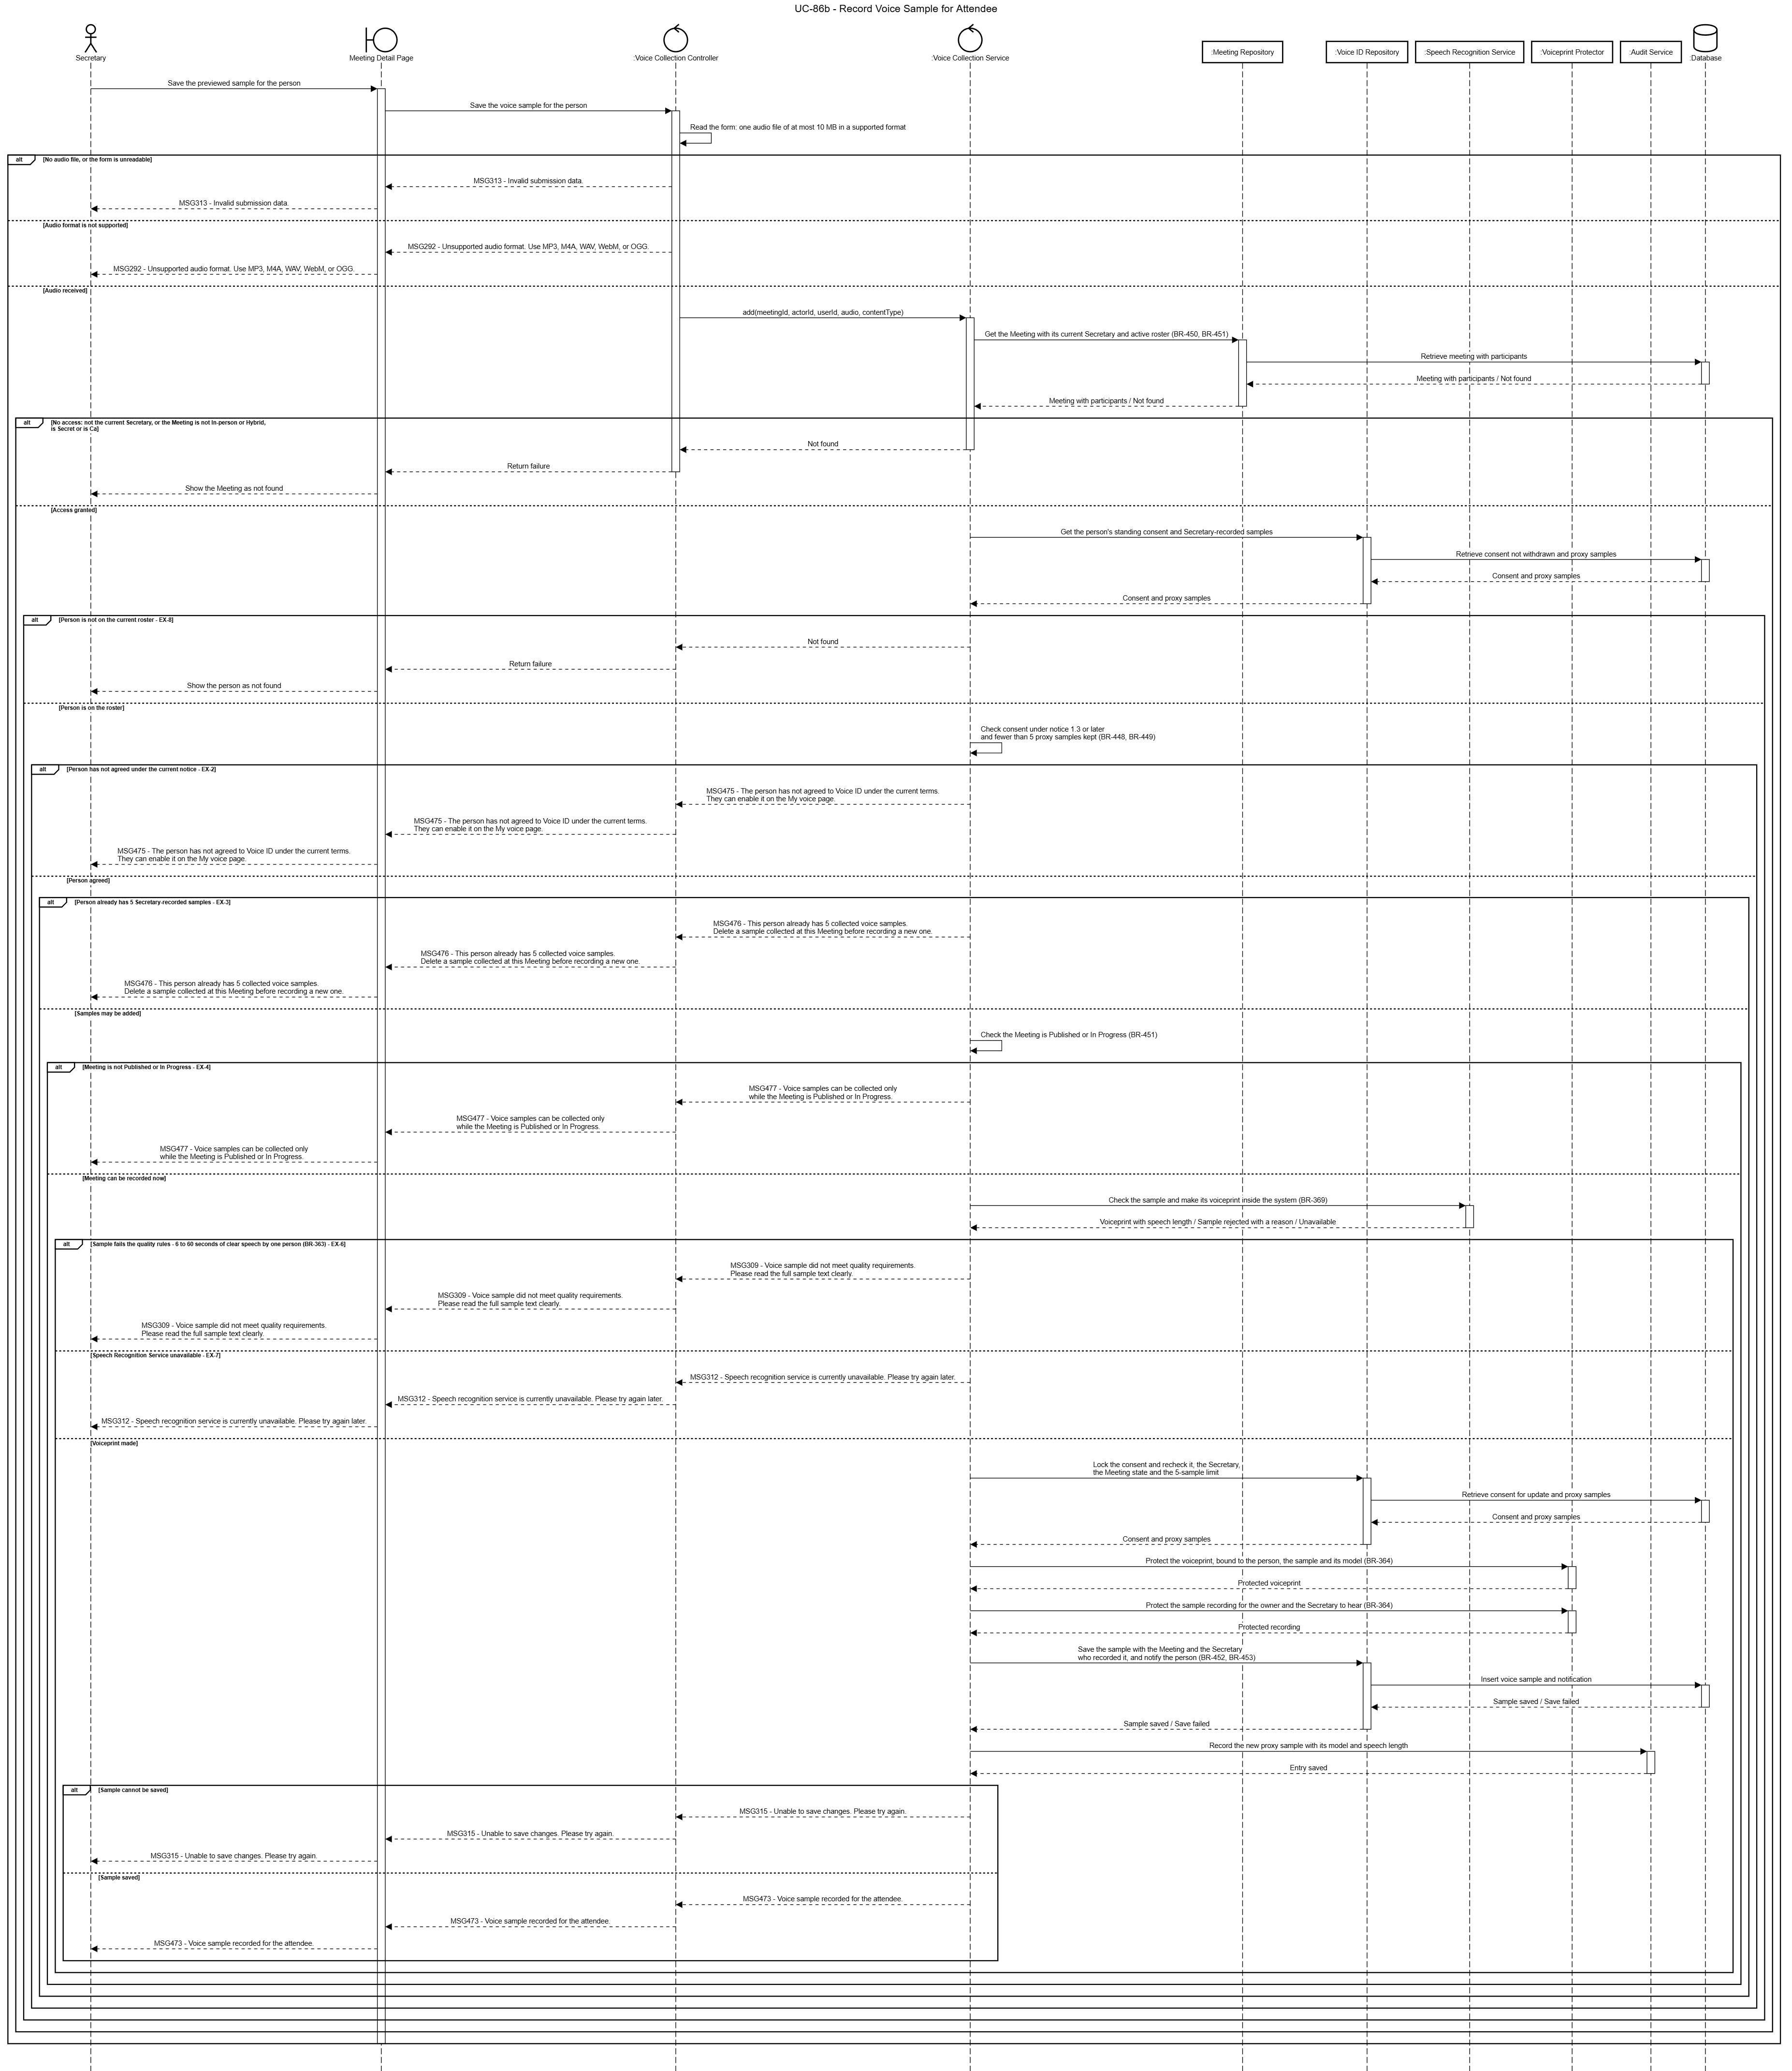 UC-86b - Record Voice Sample for Attendee
Secretary
Meeting Detail Page
:Voice Collection Controller
:Voice Collection Service
:Meeting Repository
:Voice ID Repository
:Speech Recognition Service
:Voiceprint Protector
:Audit Service
:Database
Save the previewed sample for the person
Save the voice sample for the person
Read the form: one audio file of at most 10 MB in a supported format
alt
[No audio file, or the form is unreadable]
MSG313 - Invalid submission data.
MSG313 - Invalid submission data.
[Audio format is not supported]
MSG292 - Unsupported audio format. Use MP3, M4A, WAV, WebM, or OGG.
MSG292 - Unsupported audio format. Use MP3, M4A, WAV, WebM, or OGG.
[Audio received]
add(meetingId, actorId, userId, audio, contentType)
Get the Meeting with its current Secretary and active roster (BR-450, BR-451)
Retrieve meeting with participants
Meeting with participants / Not found
Meeting with participants / Not found
alt
[No access: not the current Secretary, or the Meeting is not In-person or Hybrid,
is Secret or is Ca]
Not found
Return failure
Show the Meeting as not found
[Access granted]
Get the person's standing consent and Secretary-recorded samples
Retrieve consent not withdrawn and proxy samples
Consent and proxy samples
Consent and proxy samples
alt
[Person is not on the current roster - EX-8]
Not found
Return failure
Show the person as not found
[Person is on the roster]
Check consent under notice 1.3 or later
and fewer than 5 proxy samples kept (BR-448, BR-449)
alt
[Person has not agreed under the current notice - EX-2]
MSG475 - The person has not agreed to Voice ID under the current terms.
They can enable it on the My voice page.
MSG475 - The person has not agreed to Voice ID under the current terms.
They can enable it on the My voice page.
MSG475 - The person has not agreed to Voice ID under the current terms.
They can enable it on the My voice page.
[Person agreed]
alt
[Person already has 5 Secretary-recorded samples - EX-3]
MSG476 - This person already has 5 collected voice samples.
Delete a sample collected at this Meeting before recording a new one.
MSG476 - This person already has 5 collected voice samples.
Delete a sample collected at this Meeting before recording a new one.
MSG476 - This person already has 5 collected voice samples.
Delete a sample collected at this Meeting before recording a new one.
[Samples may be added]
Check the Meeting is Published or In Progress (BR-451)
alt
[Meeting is not Published or In Progress - EX-4]
MSG477 - Voice samples can be collected only
while the Meeting is Published or In Progress.
MSG477 - Voice samples can be collected only
while the Meeting is Published or In Progress.
MSG477 - Voice samples can be collected only
while the Meeting is Published or In Progress.
[Meeting can be recorded now]
Check the sample and make its voiceprint inside the system (BR-369)
Voiceprint with speech length / Sample rejected with a reason / Unavailable
alt
[Sample fails the quality rules - 6 to 60 seconds of clear speech by one person (BR-363) - EX-6]
MSG309 - Voice sample did not meet quality requirements.
Please read the full sample text clearly.
MSG309 - Voice sample did not meet quality requirements.
Please read the full sample text clearly.
MSG309 - Voice sample did not meet quality requirements.
Please read the full sample text clearly.
[Speech Recognition Service unavailable - EX-7]
MSG312 - Speech recognition service is currently unavailable. Please try again later.
MSG312 - Speech recognition service is currently unavailable. Please try again later.
MSG312 - Speech recognition service is currently unavailable. Please try again later.
[Voiceprint made]
Lock the consent and recheck it, the Secretary,
the Meeting state and the 5-sample limit
Retrieve consent for update and proxy samples
Consent and proxy samples
Consent and proxy samples
Protect the voiceprint, bound to the person, the sample and its model (BR-364)
Protected voiceprint
Protect the sample recording for the owner and the Secretary to hear (BR-364)
Protected recording
Save the sample with the Meeting and the Secretary
who recorded it, and notify the person (BR-452, BR-453)
Insert voice sample and notification
Sample saved / Save failed
Sample saved / Save failed
Record the new proxy sample with its model and speech length
Entry saved
alt
[Sample cannot be saved]
MSG315 - Unable to save changes. Please try again.
MSG315 - Unable to save changes. Please try again.
MSG315 - Unable to save changes. Please try again.
[Sample saved]
MSG473 - Voice sample recorded for the attendee.
MSG473 - Voice sample recorded for the attendee.
MSG473 - Voice sample recorded for the attendee.